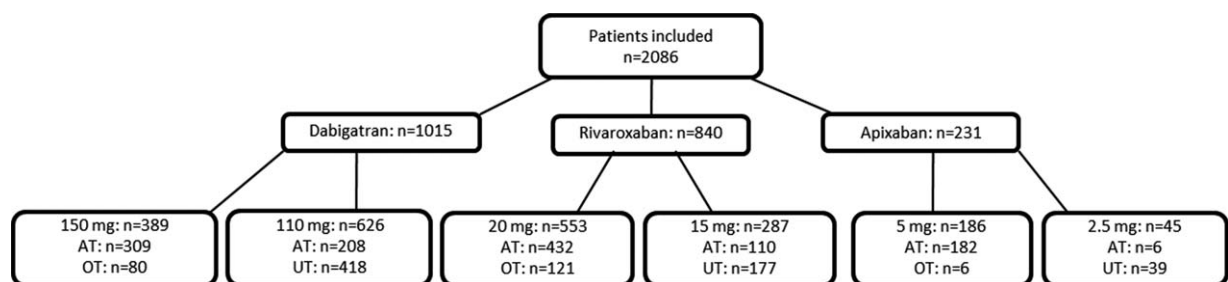 Patients included
n=2086
Dabigatran: n=1015
Rivaroxaban: n=840
Apixaban: n=231
150 mg: n=389
AT: n=309
OT: n=80
110 mg: n=626
AT: n=208
UT: n=418
20 mg: n=553
AT: n=432
OT: n=121
15 mg: n=287
AT: n=110
UT: n=177
5 mg: n=186
AT: n=182
OT: n=6
2.5 mg: n=45
AT: n=6
UT: n=39